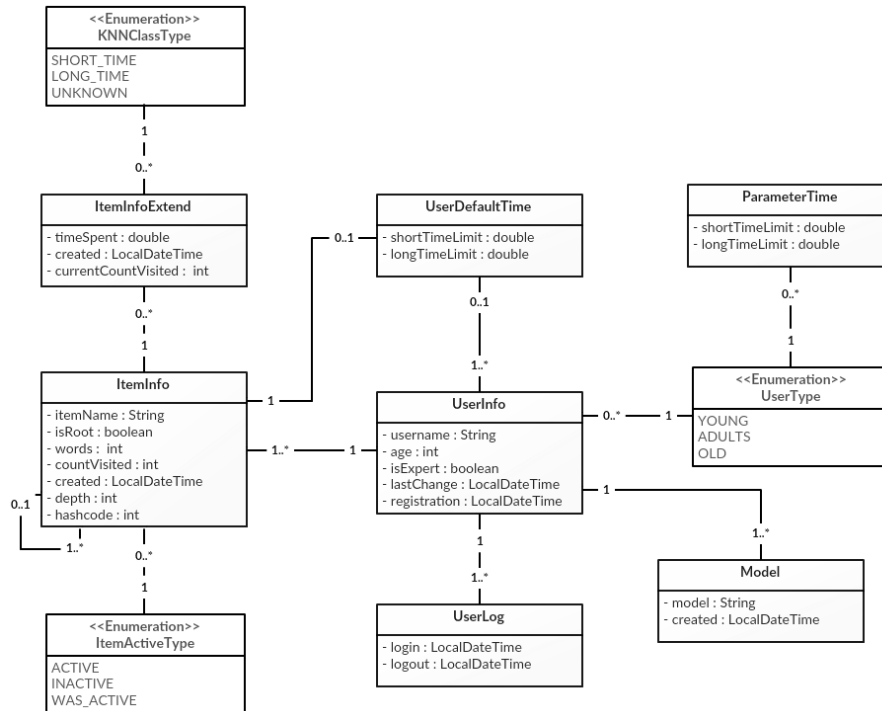 <<Enumeration>>
KNNClassType
SHORT_TIME
LONG_TIME
UNKNOWN
1
0..*
ItemInfoExtend
- timeSpent : double
- created : LocalDateTime
- currentCountVisited : int
0..*
1
UserDefaultTime
- shortTimeLimit : double
- longTimeLimit : double
0..1
0..1
1..*
ParameterTime
- shortTimeLimit : double
- longTimeLimit : double
0..*
1
ItemInfo
- itemName : String
- isRoot : boolean
- words : int
- countVisited : int
- created : LocalDateTime
- depth : int
- hashcode : int
1
1..*
1
0..1
1..*
0..*
1
UserInfo
- username : String
- age : int
- isExpert : boolean
- lastChange : LocalDateTime
- registration : LocalDateTime
0..*
1
<<Enumeration>>
UserType
YOUNG
ADULTS
OLD
1
1..*
1
1..*
<<Enumeration>>
ItemActiveType
ACTIVE
INACTIVE
WAS_ACTIVE
UserLog
- login : LocalDateTime
- logout : LocalDateTime
Model
- model : String
- created : LocalDateTime